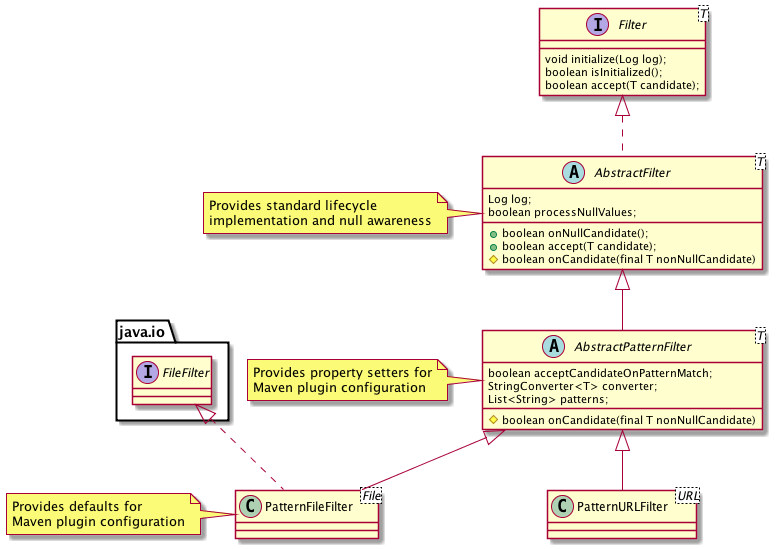 I Filter T
void initialize(Log log);
boolean isInitialized();
boolean accept(T candidate);
A AbstractFilter T
Log log;
boolean processNullValues;
boolean onNullCandidate();
boolean accept(T candidate);
boolean onCandidate(final T nonNullCandidate)
Provides standard lifecycle
implementation and null awareness
java.io
I FileFilter
Provides property setters for
Maven plugin configuration
A AbstractPatternFilter T
boolean acceptCandidateOnPatternMatch;
StringConverter<T> converter;
List<String> patterns;
boolean onCandidate(final T nonNullCandidate)
Provides defaults for
Maven plugin configuration
C PatternFileFilter File
C PatternURLFilter URL